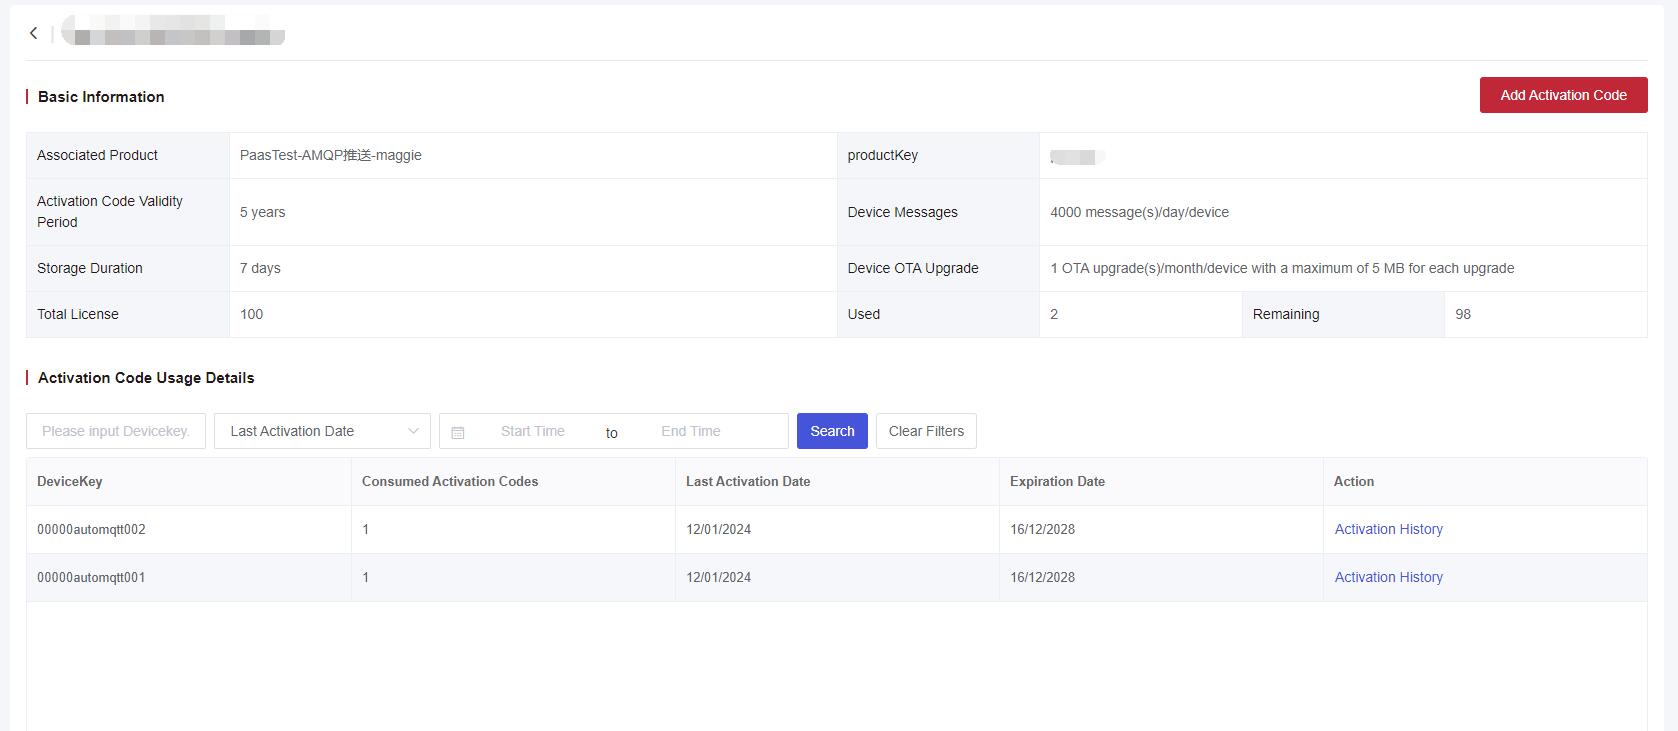 Basic Information
Add Activation Code
Associated Product PaasTest-AMQP推送-maggie productKey
Activation Code Validity Period 5 years Device Messages 4000 message(s)/day/device
Storage Duration 7 days Device OTA Upgrade 1 OTA upgrade(s)/month/device with a maximum of 5 MB for each upgrade
Total License 100 Used 2 Remaining 98
Activation Code Usage Details
Please input Devicekey. Last Activation Date Start Time to End Time Search Clear Filters
DeviceKey Consumed Activation Codes Last Activation Date Expiration Date Action
00000automqtt002 1 12/01/2024 16/12/2028 Activation History
00000automqtt001 1 12/01/2024 16/12/2028 Activation History